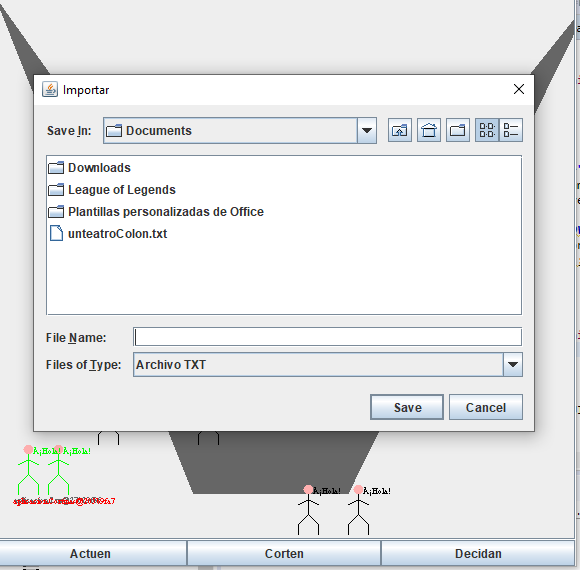 Importar
Save In:
Documents
Downloads
League of Legends
Plantillas personalizadas de Office
unteatroColon.txt
File Name:
Files of Type:
Archivo TXT
Save
Cancel
Â¡Hola!
Â¡Hola!
Â¡Hola!
Â¡Hola!
Actuen
Corten
Decidan